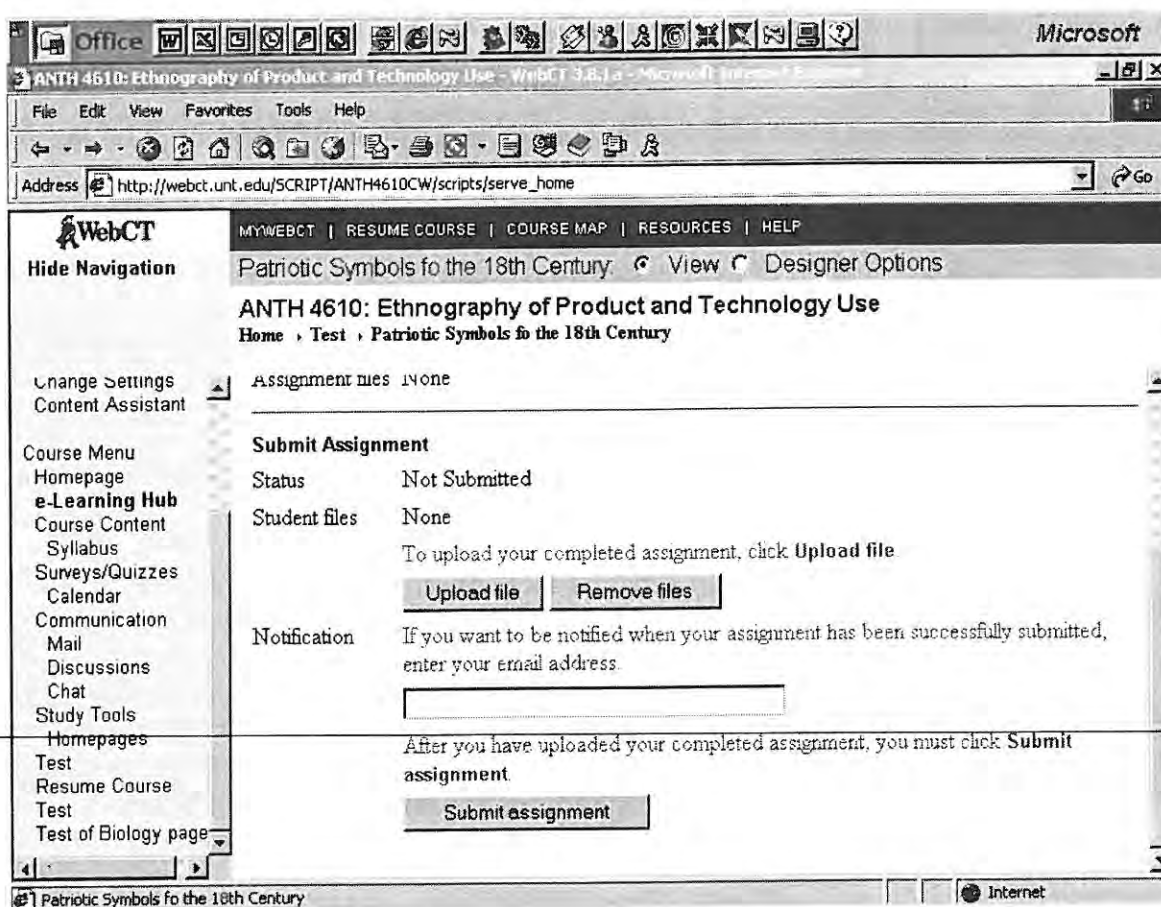 Office Microsoft
ANTH 4610: Ethnography of Product and Technology Use - WebCT 3.8.1a - Microsoft Internet
File Edit View Favorites Tools Help
Address http://webct.unt.edu/SCRIPT/ANTH4610CW/scripts/serve_home Go
WebCT
MYWEBCT | RESUME COURSE | COURSE MAP | RESOURCES | HELP
Hide Navigation
Patriotic Symbols fo the 18th Century: View Designer Options
ANTH 4610: Ethnography of Product and Technology Use
Home › Test › Patriotic Symbols fo the 18th Century
Change Settings
Content Assistant
Course Menu
Homepage
e-Learning Hub
Course Content
Syllabus
Surveys/Quizzes
Calendar
Communication
Mail
Discussions
Chat
Study Tools
Homepages
Test
Resume Course
Test
Test of Biology page
Assignment files None
Submit Assignment
Status Not Submitted
Student files None
To upload your completed assignment, click Upload file
Upload file Remove files
Notification If you want to be notified when your assignment has been successfully submitted,
enter your email address.
After you have uploaded your completed assignment, you must click Submit
assignment.
Submit assignment
Patriotic Symbols fo the 18th Century Internet